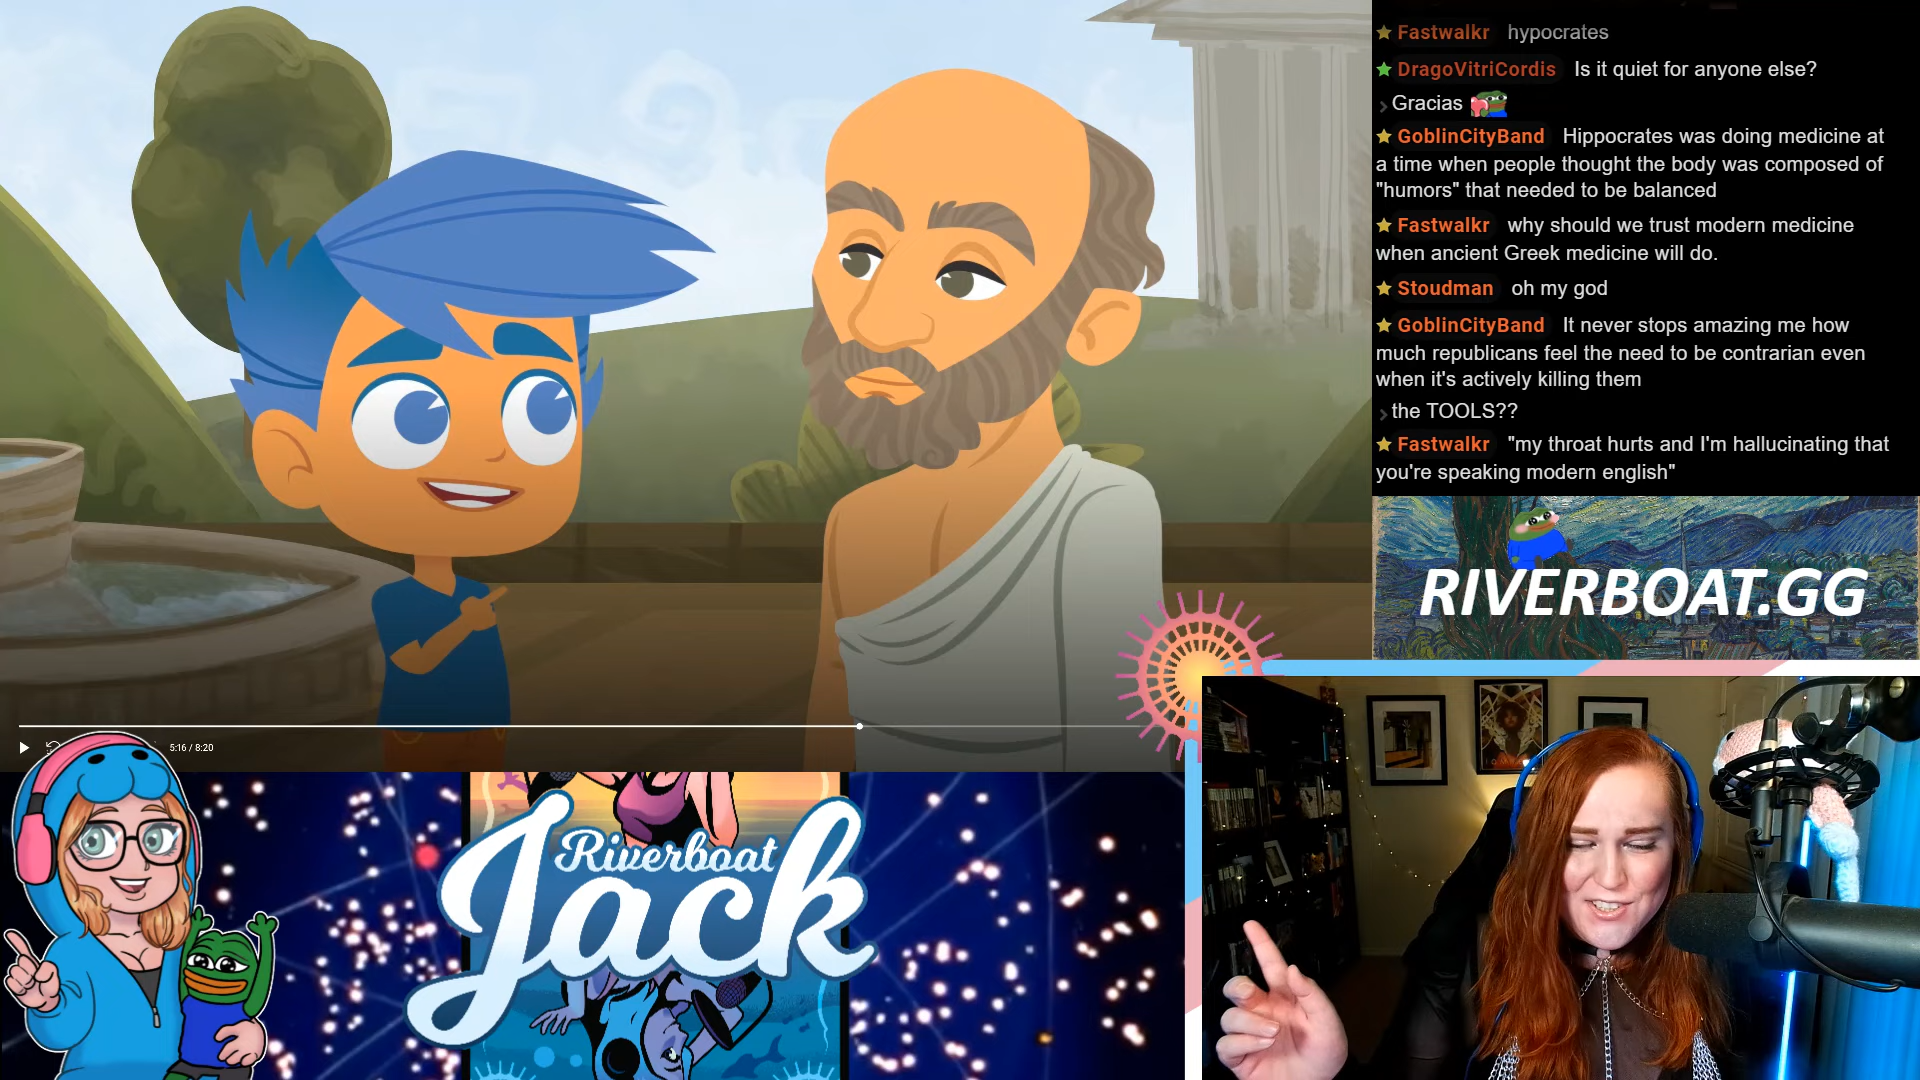 Fastwalkr hypocrates
DragoVitriCordis Is it quiet for anyone else?
Gracias
GoblinCityBand Hippocrates was doing medicine at
a time when people thought the body was composed of
"humors" that needed to be balanced
Fastwalkr why should we trust modern medicine
when ancient Greek medicine will do.
Stoudman oh my god
GoblinCityBand It never stops amazing me how
much republicans feel the need to be contrarian even
when it's actively killing them
the TOOLS??
Fastwalkr "my throat hurts and I'm hallucinating that
you're speaking modern english"
RIVERBOAT.GG
5:16 / 8:20
Riverboat
Jack